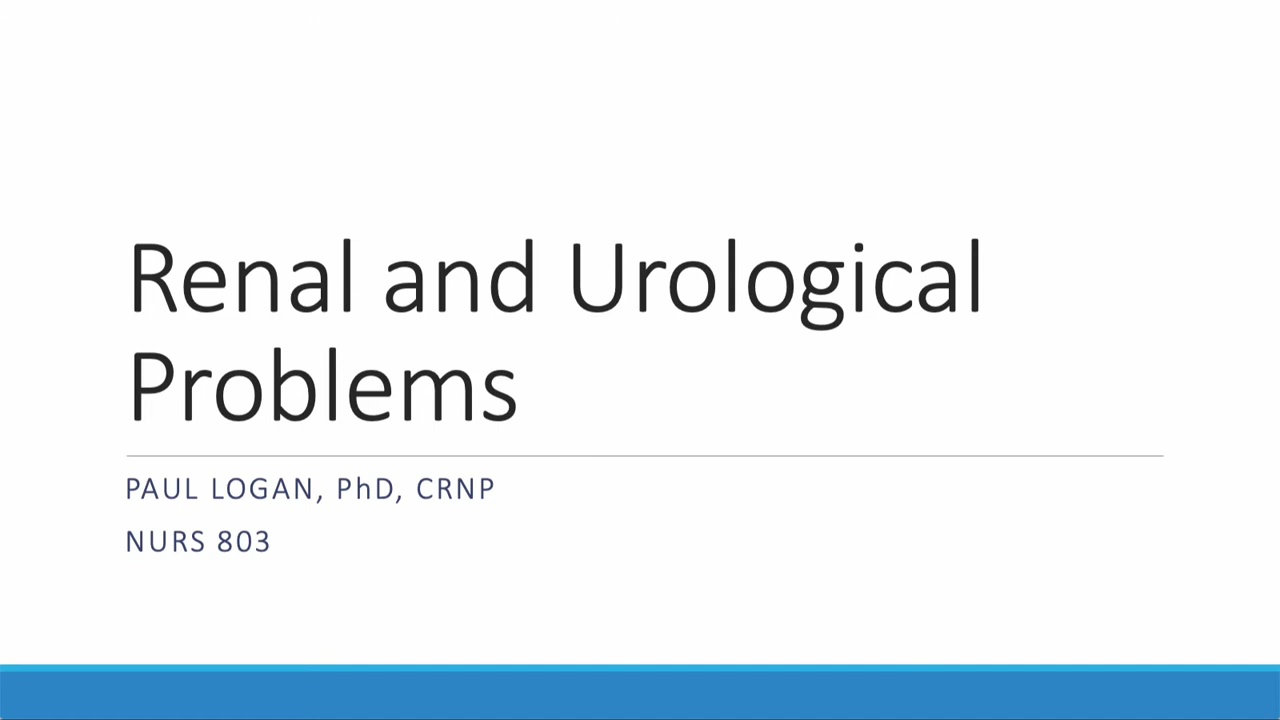 Renal and Urological
Problems
PAUL LOGAN, PhD, CRNP
NURS 803